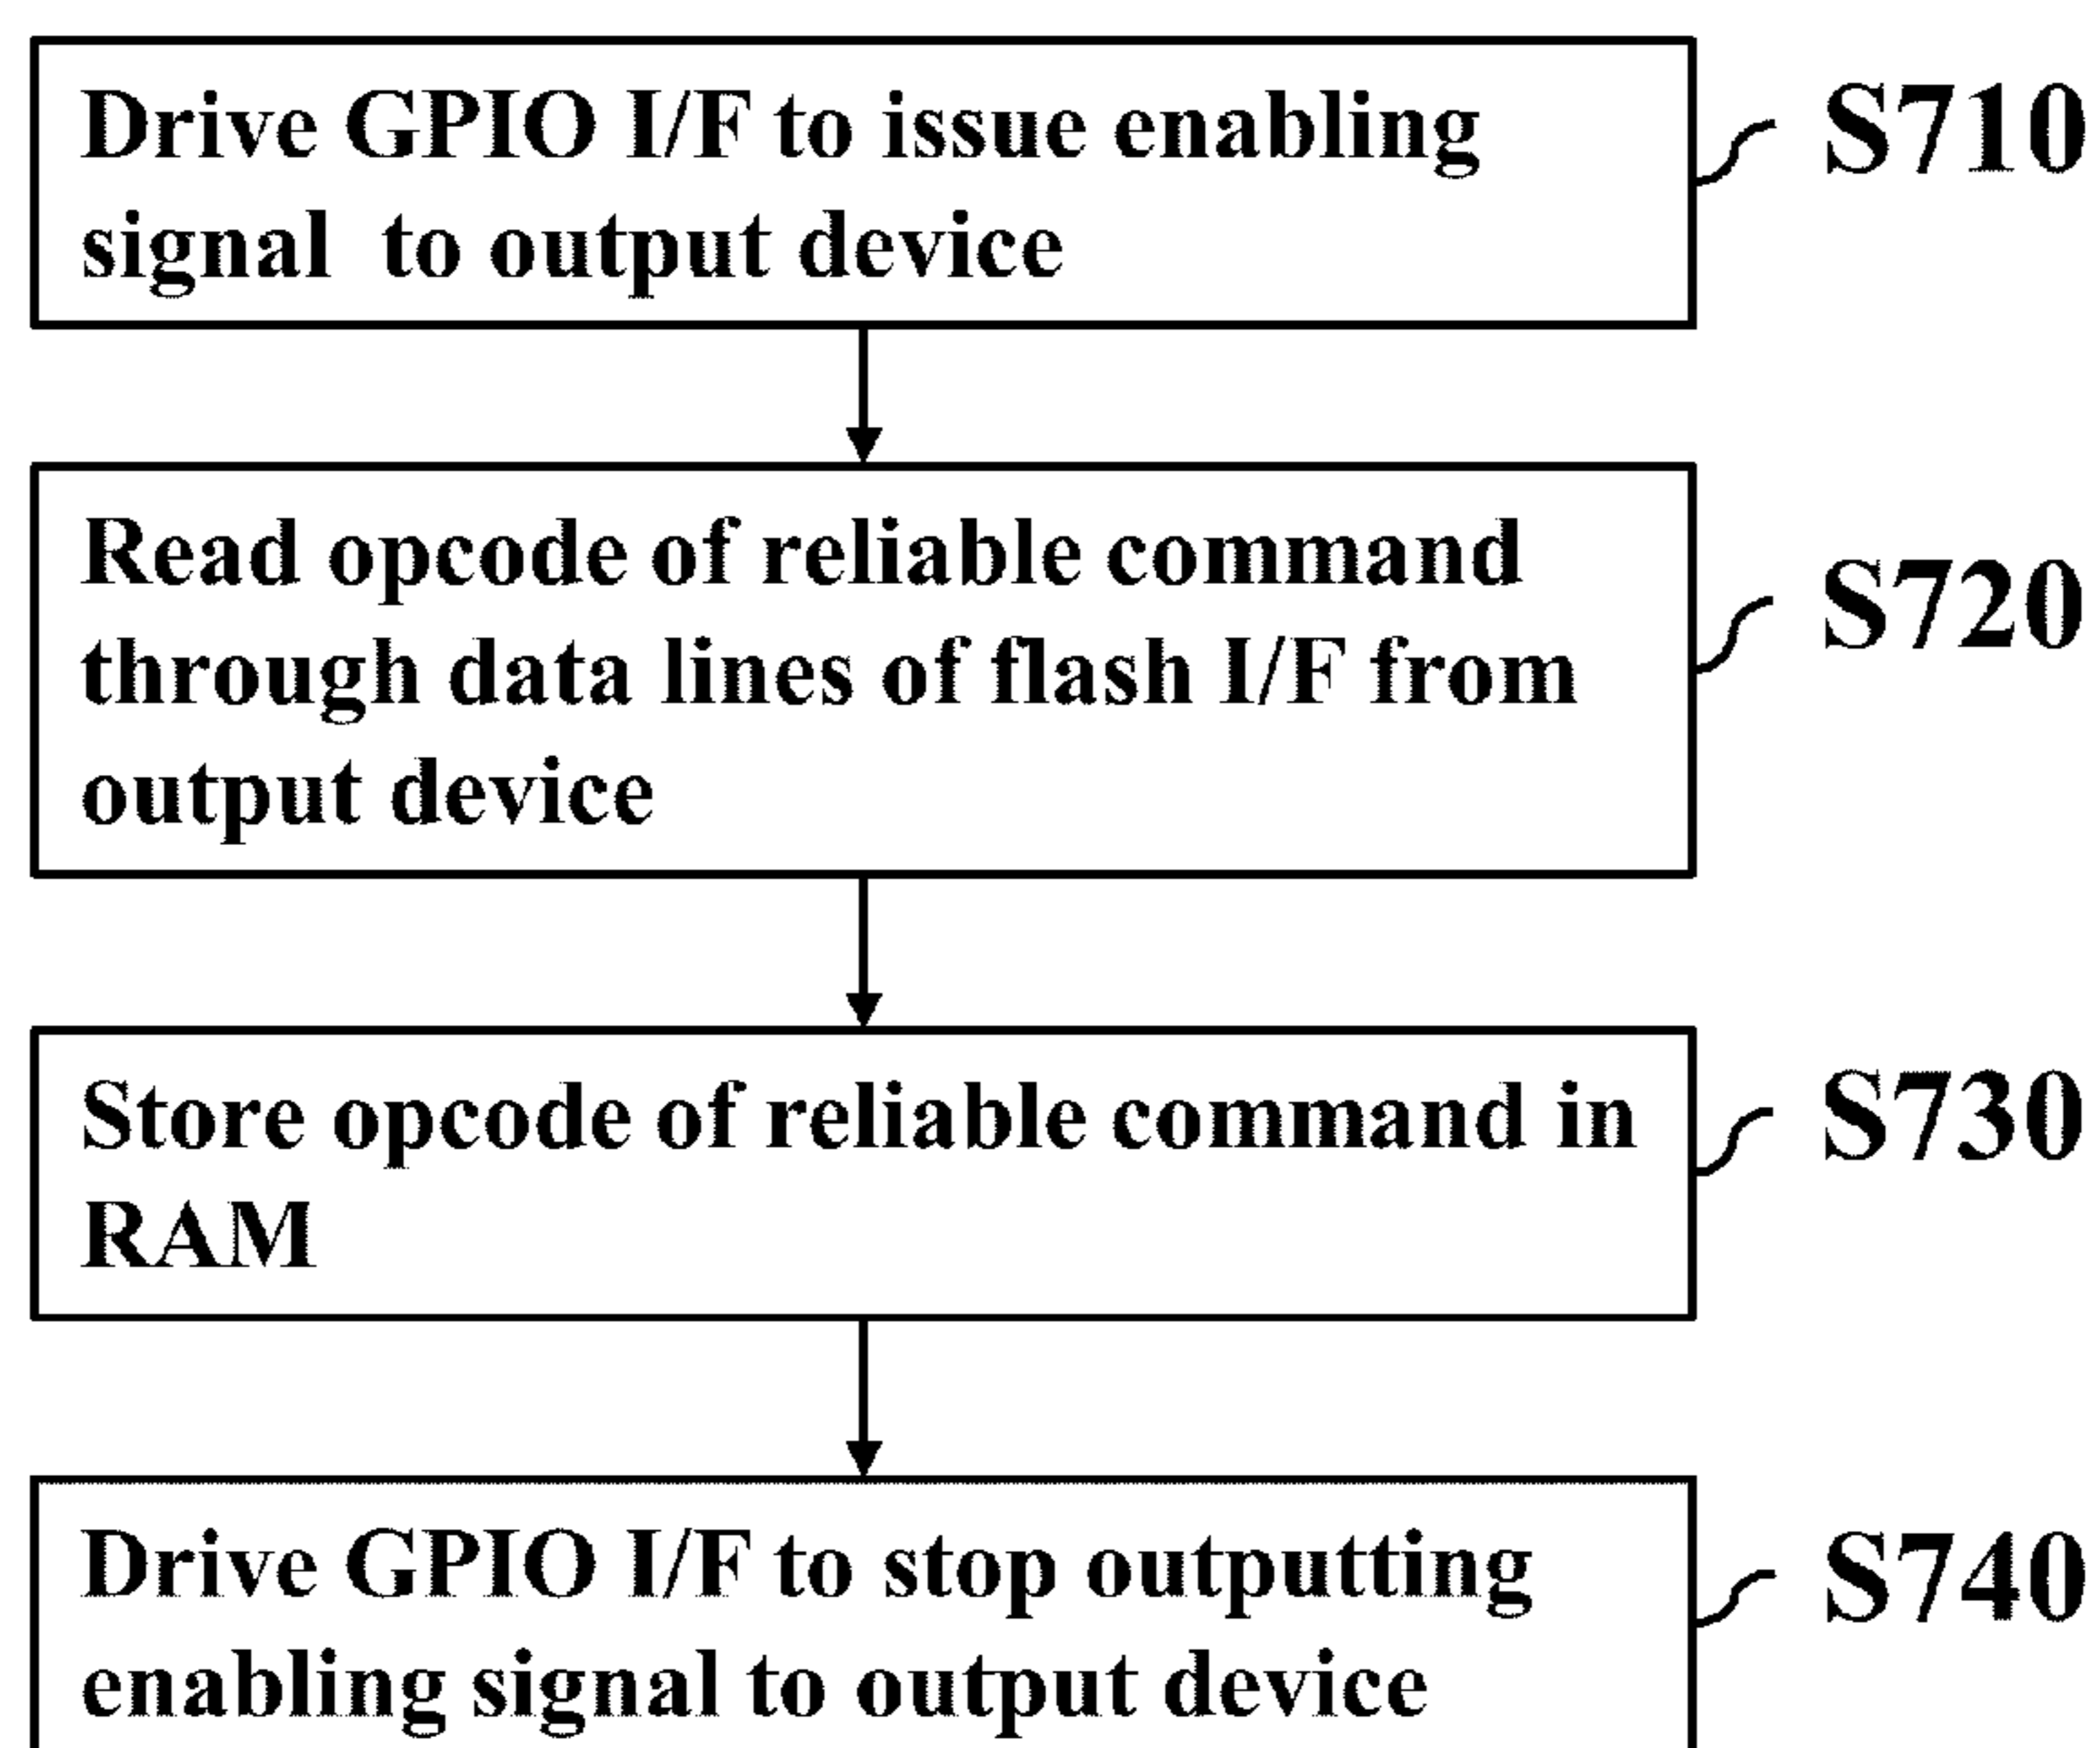 Drive GPIO I/F to issue enabling
signal to output device
S710
Read opcode of reliable command
through data lines of flash I/F from
output device
S720
Store opcode of reliable command in
RAM
S730
Drive GPIO I/F to stop outputting
enabling signal to output device
S740